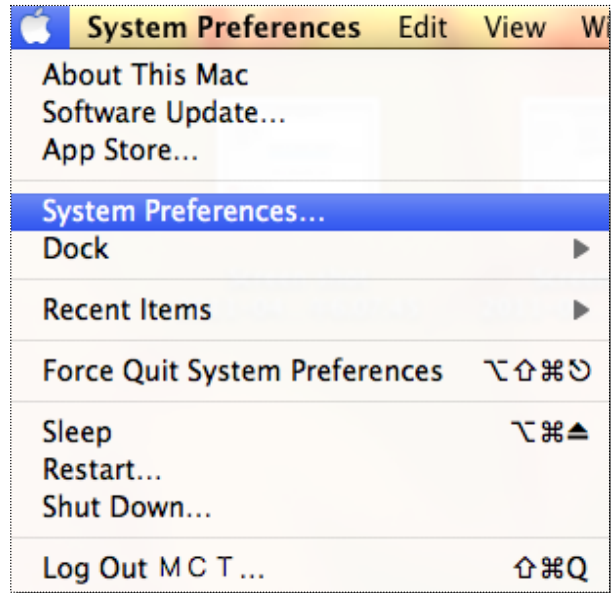 System Preferences Edit View Wi
About This Mac
Software Update...
App Store...
System Preferences...
Dock ▶
Recent Items ▶
Force Quit System Preferences ⌥⇧⌘⎋
Sleep ⌥⌘⏏
Restart...
Shut Down...
Log Out M C T... ⇧⌘Q